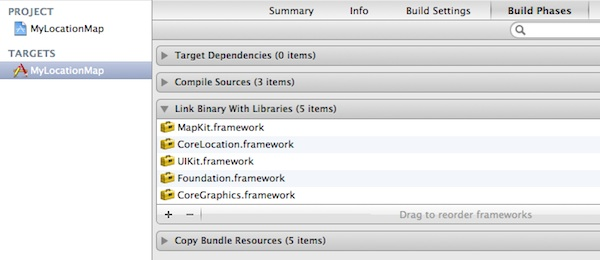 PROJECT
MyLocationMap
TARGETS
MyLocationMap
Summary Info Build Settings Build Phases
Target Dependencies (0 items)
Compile Sources (3 items)
Link Binary With Libraries (5 items)
MapKit.framework
CoreLocation.framework
UIKit.framework
Foundation.framework
CoreGraphics.framework
+ − Drag to reorder frameworks
Copy Bundle Resources (5 items)